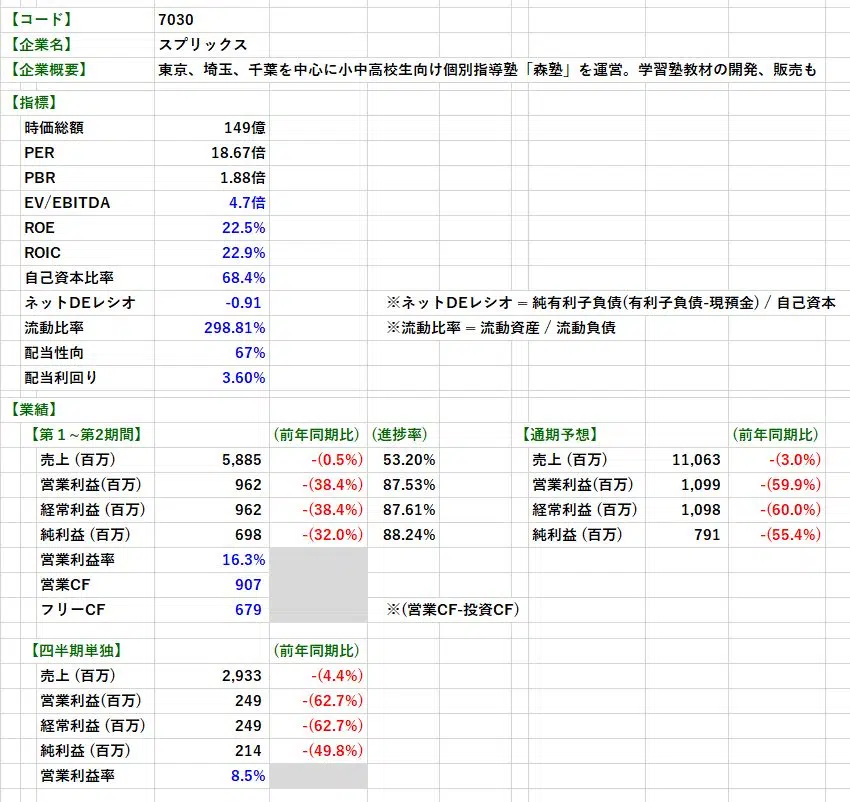 【コード】 7030
【企業名】 スプリックス
【企業概要】 東京、埼玉、千葉を中心に小中高校生向け個別指導塾「森塾」を運営。学習塾教材の開発、販売も
【指標】
時価総額 149億
PER 18.67倍
PBR 1.88倍
EV/EBITDA 4.7倍
ROE 22.5%
ROIC 22.9%
自己資本比率 68.4%
ネットDEレシオ -0.91 ※ネットDEレシオ = 純有利子負債(有利子負債-現預金) / 自己資本
流動比率 298.81% ※流動比率 = 流動資産 / 流動負債
配当性向 67%
配当利回り 3.60%
【業績】
【第1~第2期間】 (前年同期比) (進捗率) 【通期予想】 (前年同期比)
売上 (百万) 5,885 -(0.5%) 53.20% 売上 (百万) 11,063 -(3.0%)
営業利益(百万) 962 -(38.4%) 87.53% 営業利益(百万) 1,099 -(59.9%)
経常利益 (百万) 962 -(38.4%) 87.61% 経常利益 (百万) 1,098 -(60.0%)
純利益 (百万) 698 -(32.0%) 88.24% 純利益 (百万) 791 -(55.4%)
営業利益率 16.3%
営業CF 907
フリーCF 679 ※(営業CF-投資CF)
【四半期単独】 (前年同期比)
売上 (百万) 2,933 -(4.4%)
営業利益(百万) 249 -(62.7%)
経常利益 (百万) 249 -(62.7%)
純利益 (百万) 214 -(49.8%)
営業利益率 8.5%